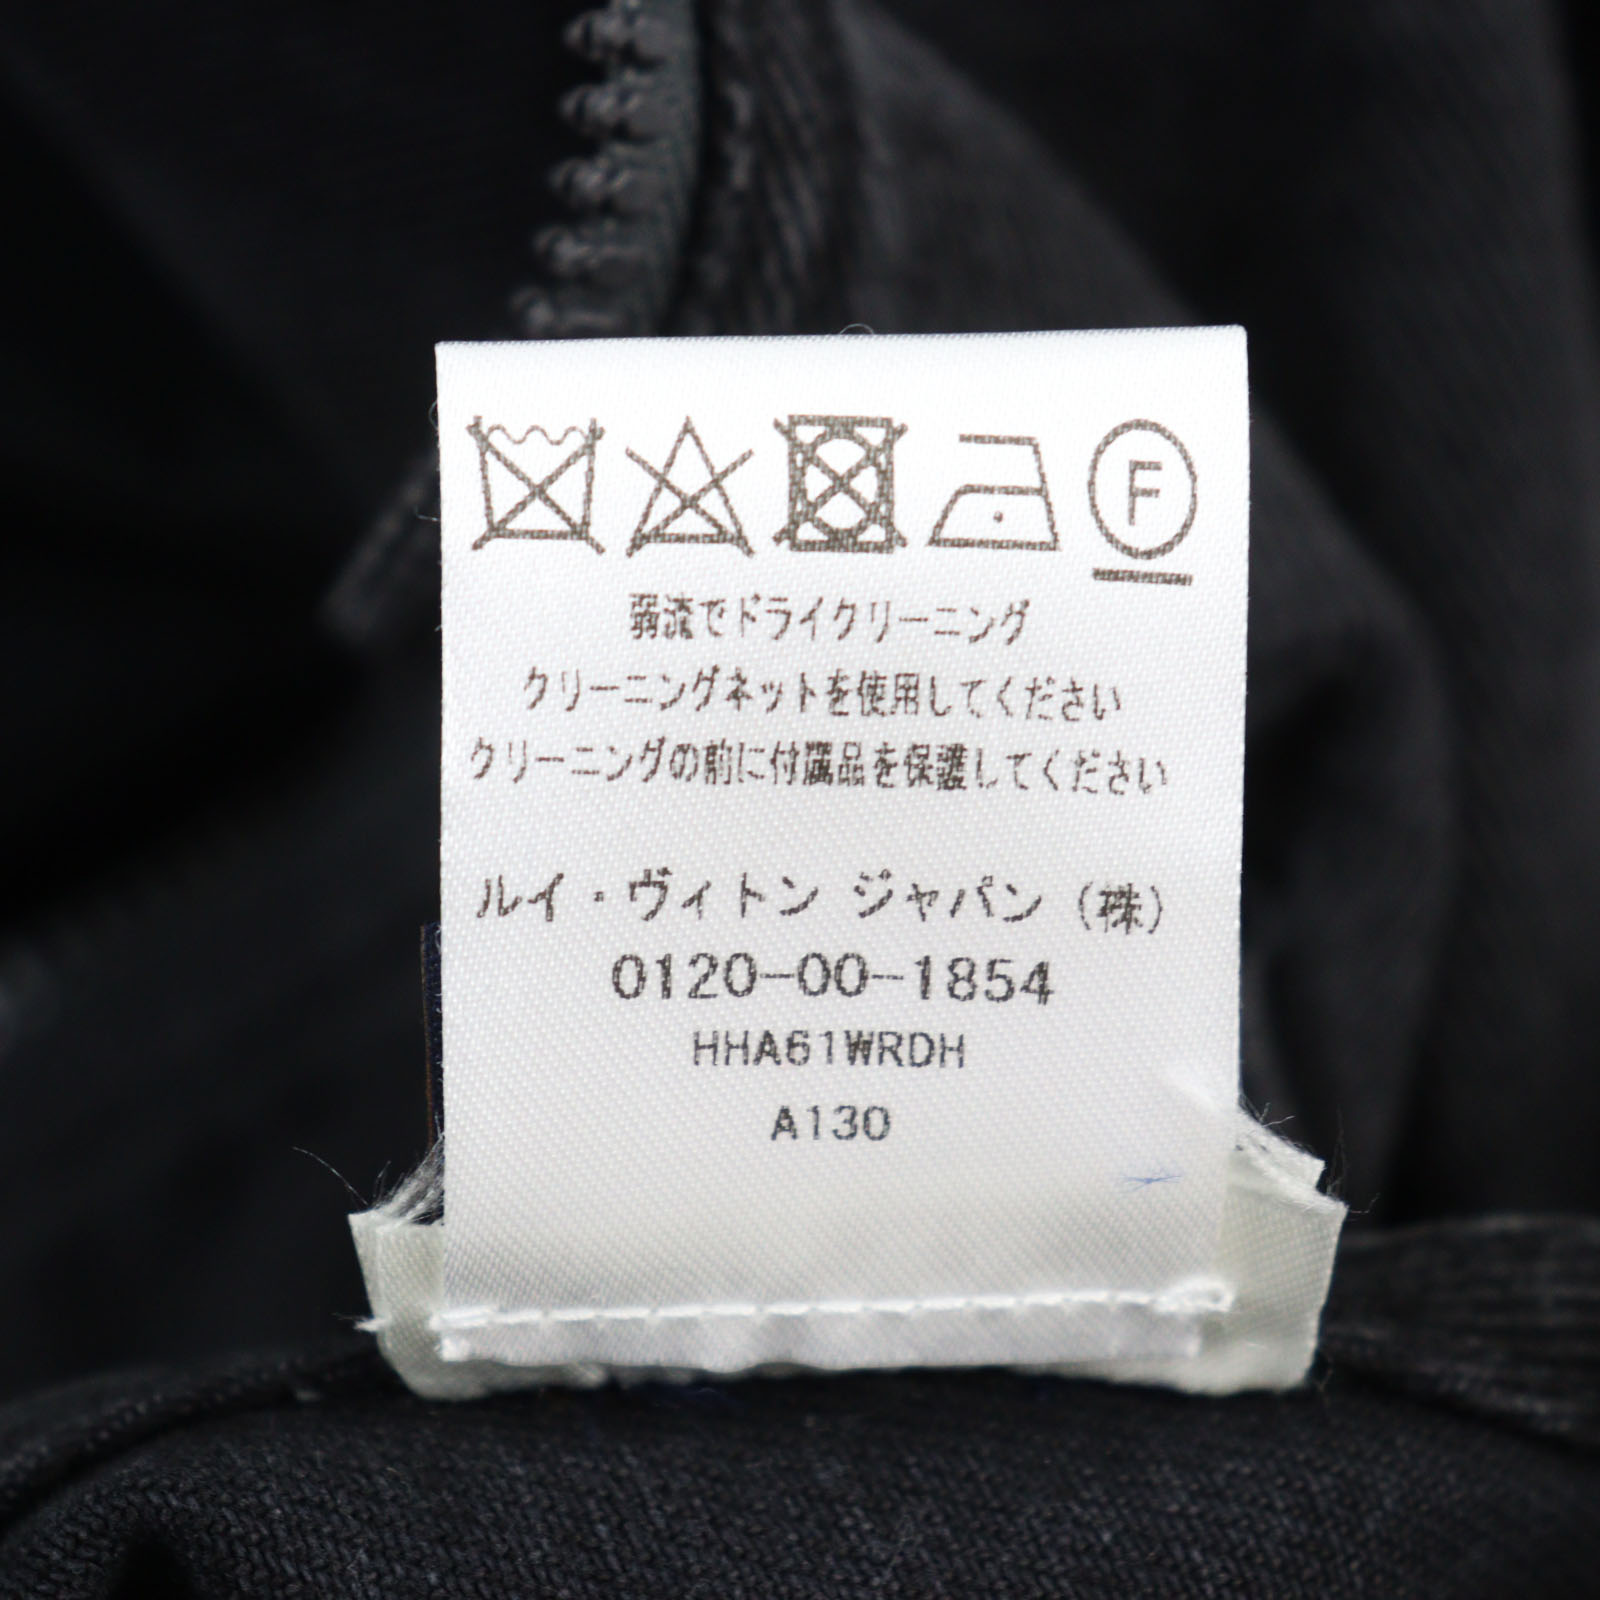 F
弱流でドライクリーニング
クリーニングネットを使用してください
クリーニングの前に付属品を保護してください
ルイ・ヴィトン ジャパン (株)
0120-00-1854
HHA61WRDH
A130